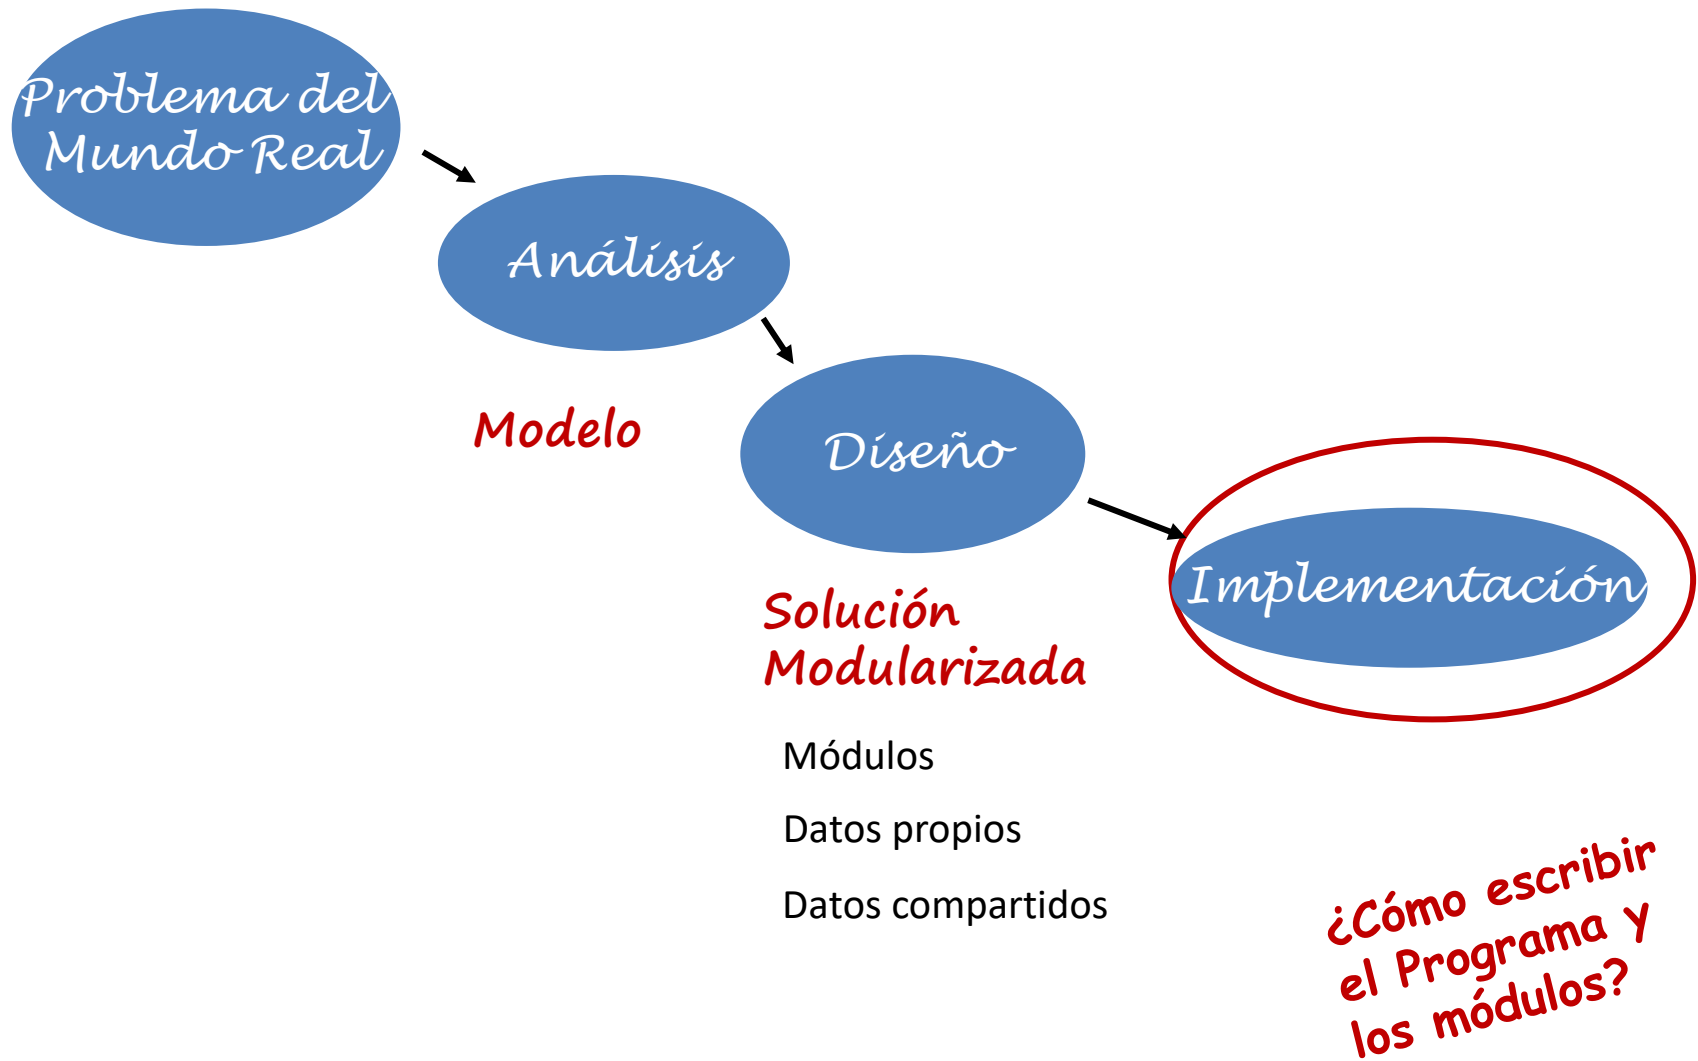 Problema del
Mundo Real
Análisis
Modelo
Diseño
Solución
Modularizada
Módulos
Datos propios
Datos compartidos
Implementación
¿Cómo escribir
el Programa y
los módulos?